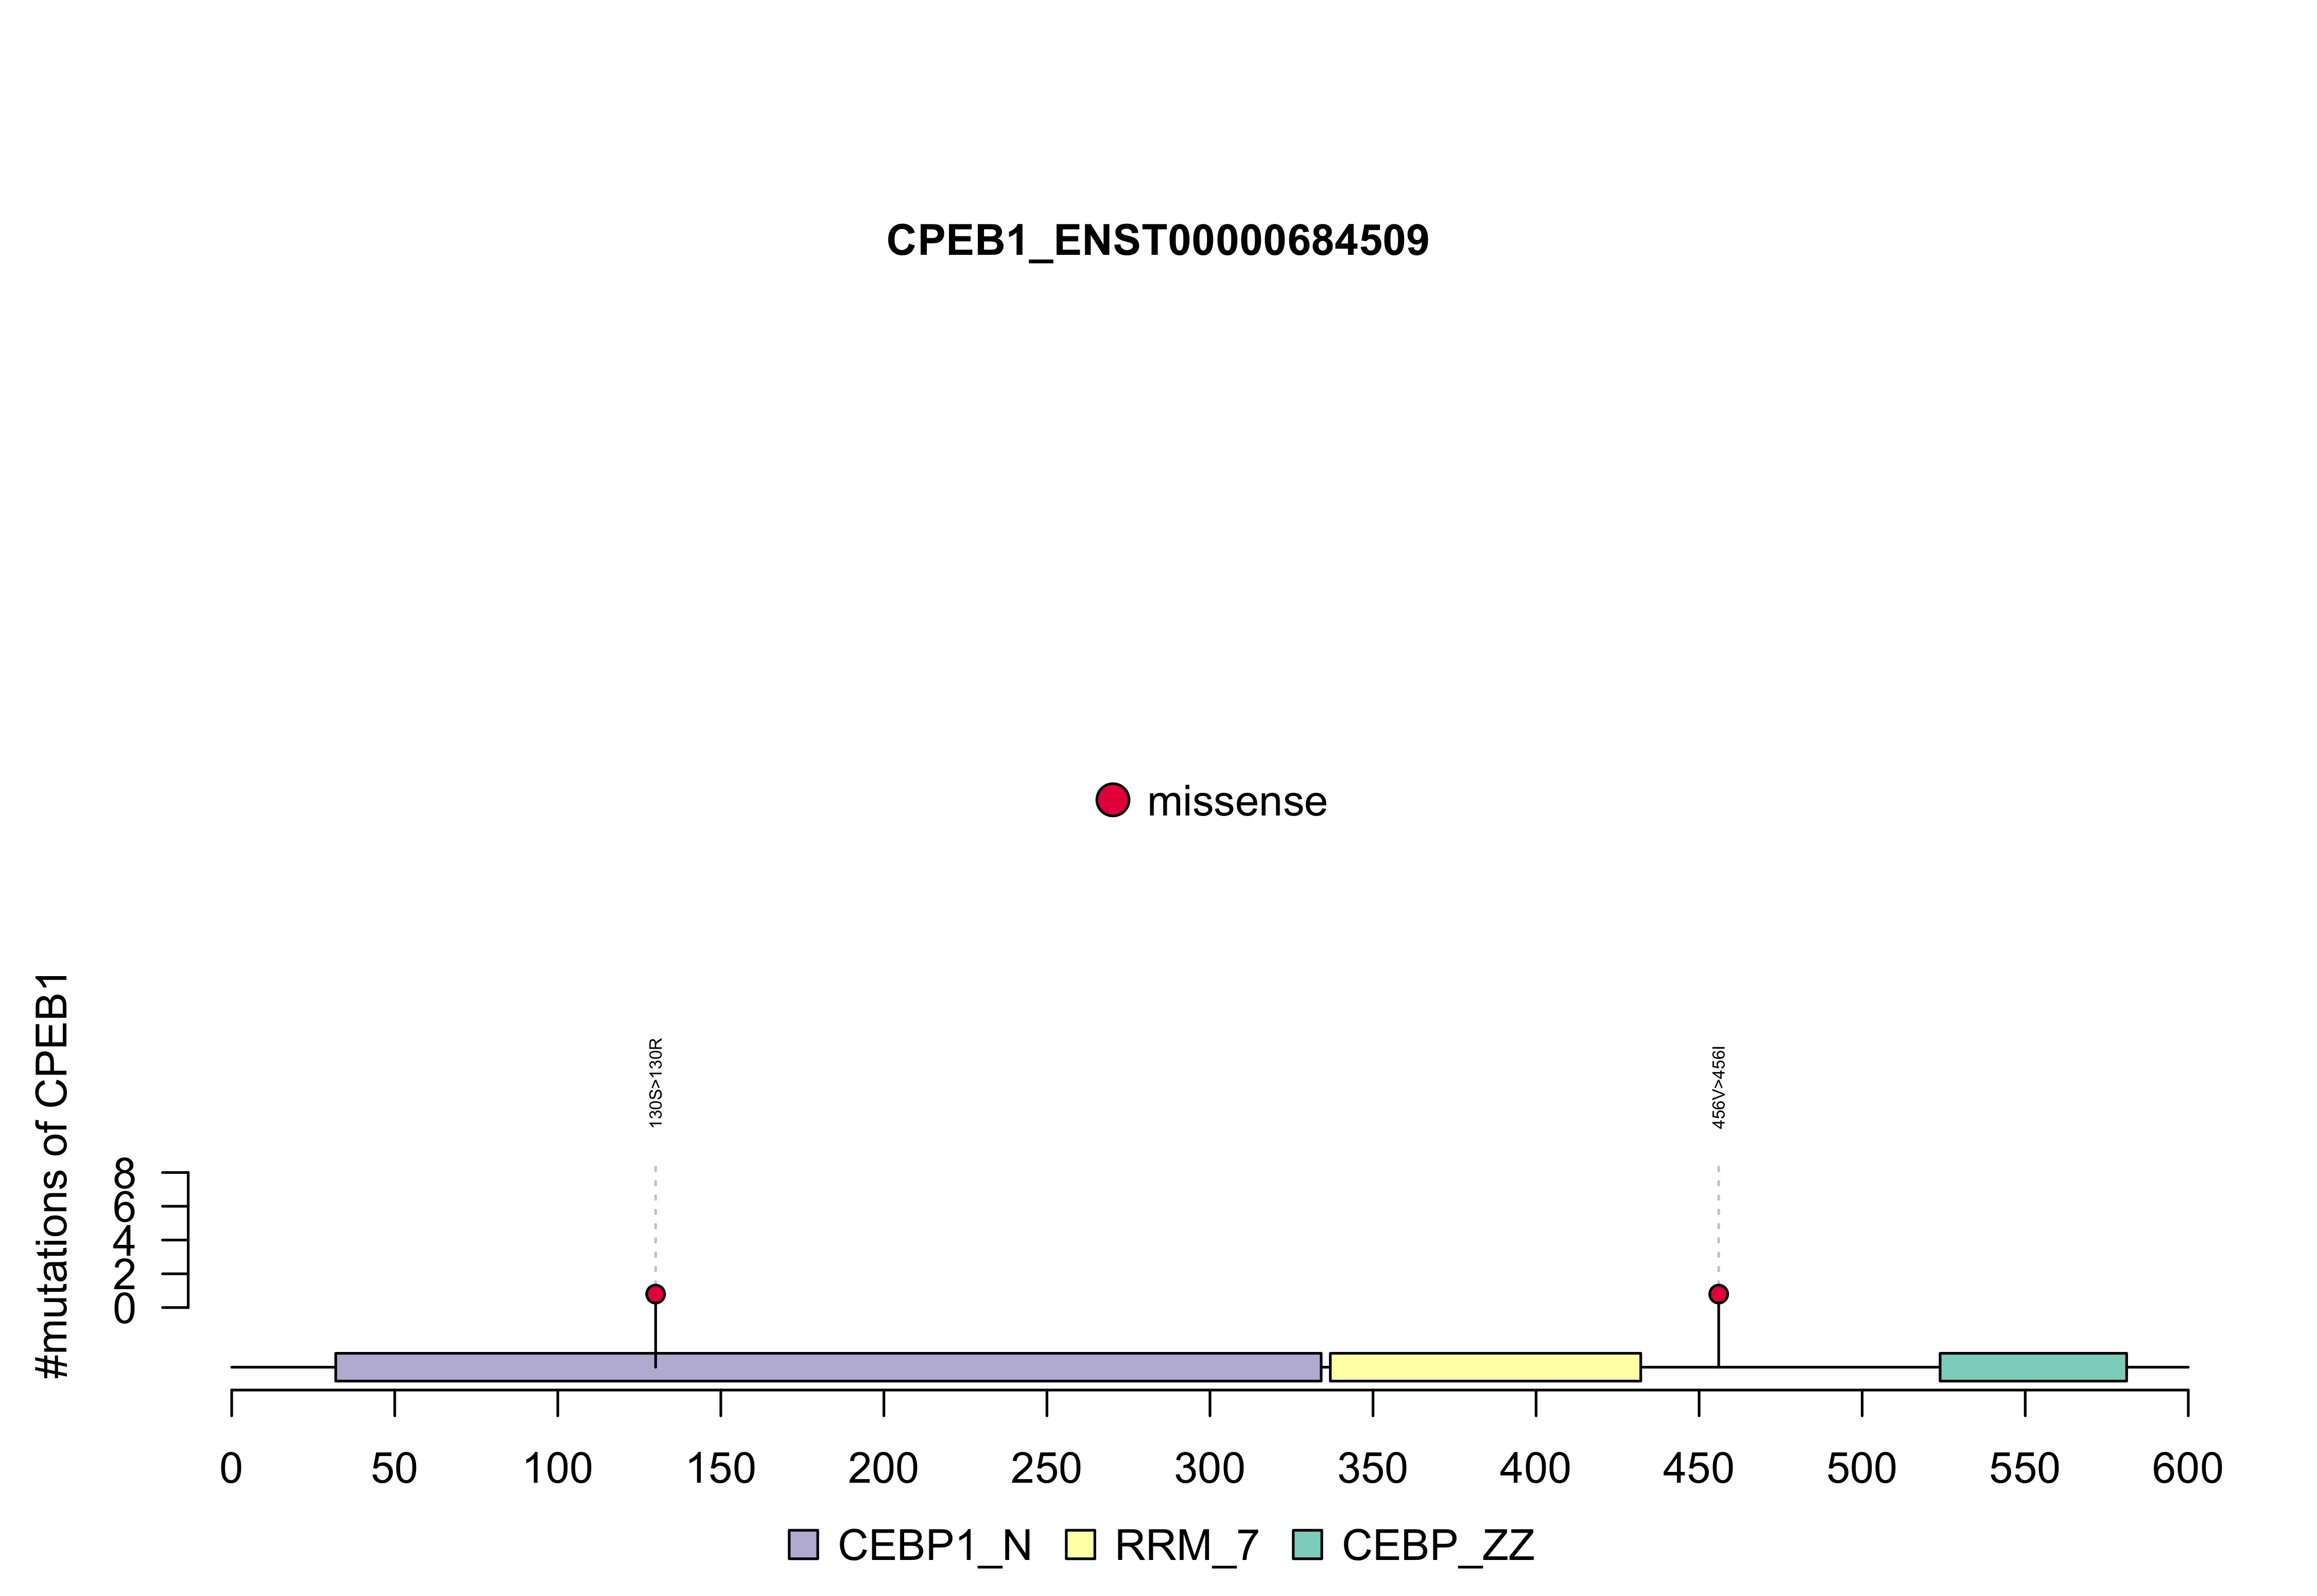 CPEB1_ENST00000684509
missense
#mutations of CPEB1
130S>130R
456V>456I
8
6
4
2
0
0 50 100 150 200 250 300 350 400 450 500 550 600
CEBP1_N RRM_7 CEBP_ZZ